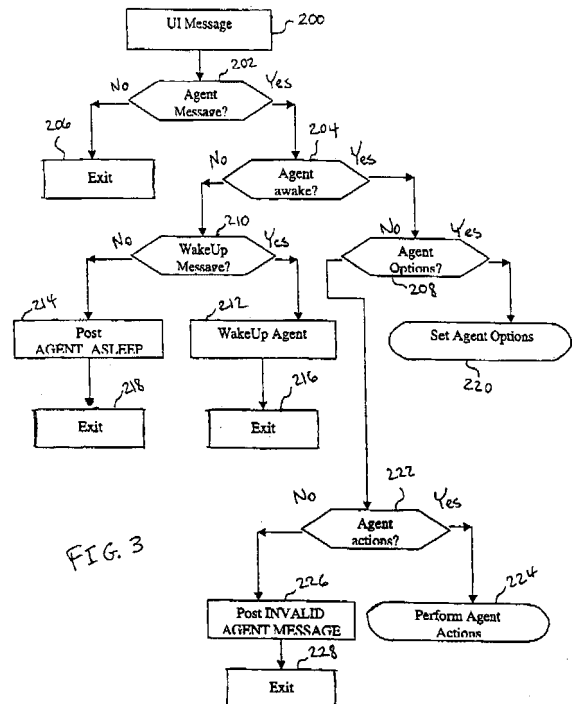 UI Message
200
202
No
Yes
Agent
Message?
206
204
Exit
No
Yes
Agent
awake?
210
No
Yes
WakeUp
Message?
No
Yes
Agent
Options?
208
214
212
Post
AGENT_ASLEEP
WakeUp Agent
Set Agent Options
220
218
216
Exit
Exit
222
No
Yes
Agent
actions?
FIG. 3
226
224
Post INVALID
AGENT MESSAGE
Perform Agent
Actions
228
Exit